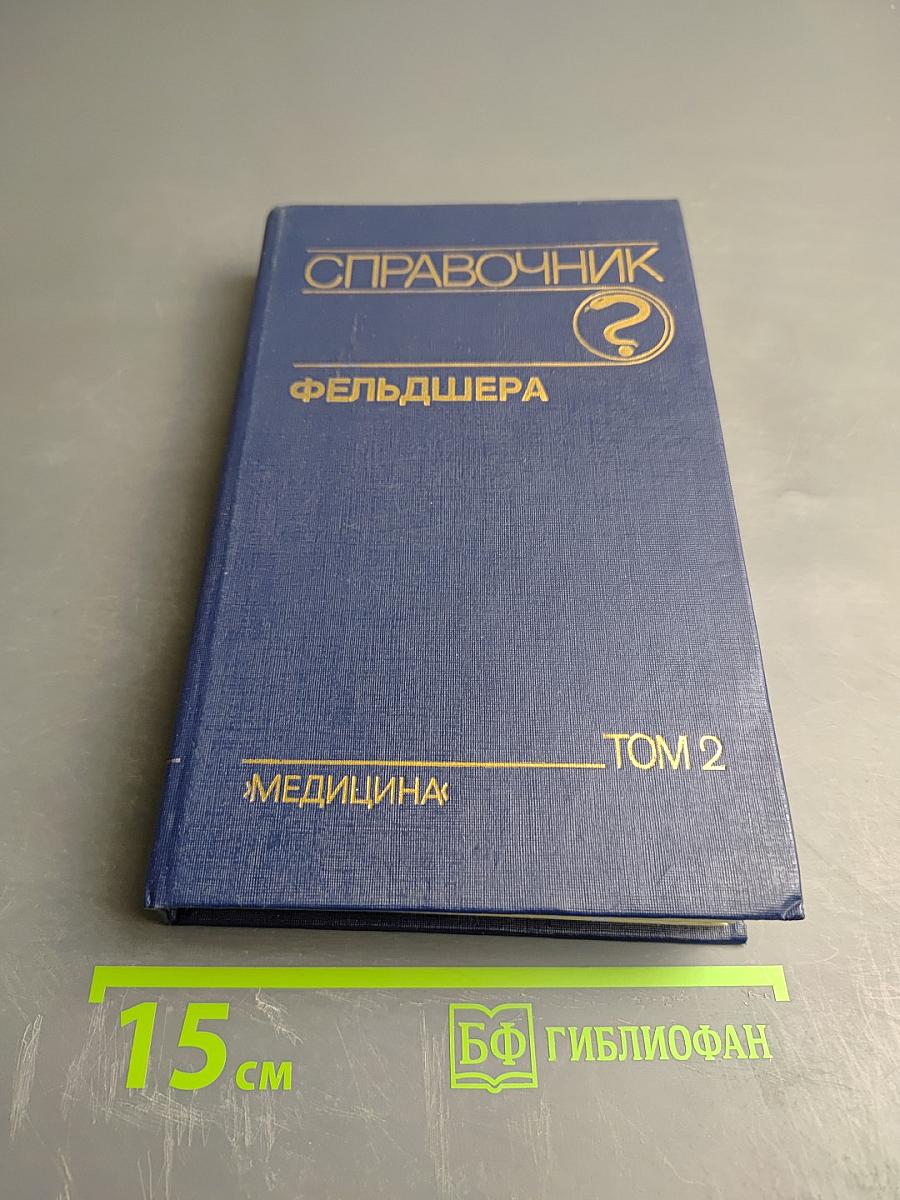 СПРАВОЧНИК
ФЕЛЬДШЕРА
ТОМ 2
›МЕДИЦИНА‹
15 см
БФ ГИБЛИОФАН